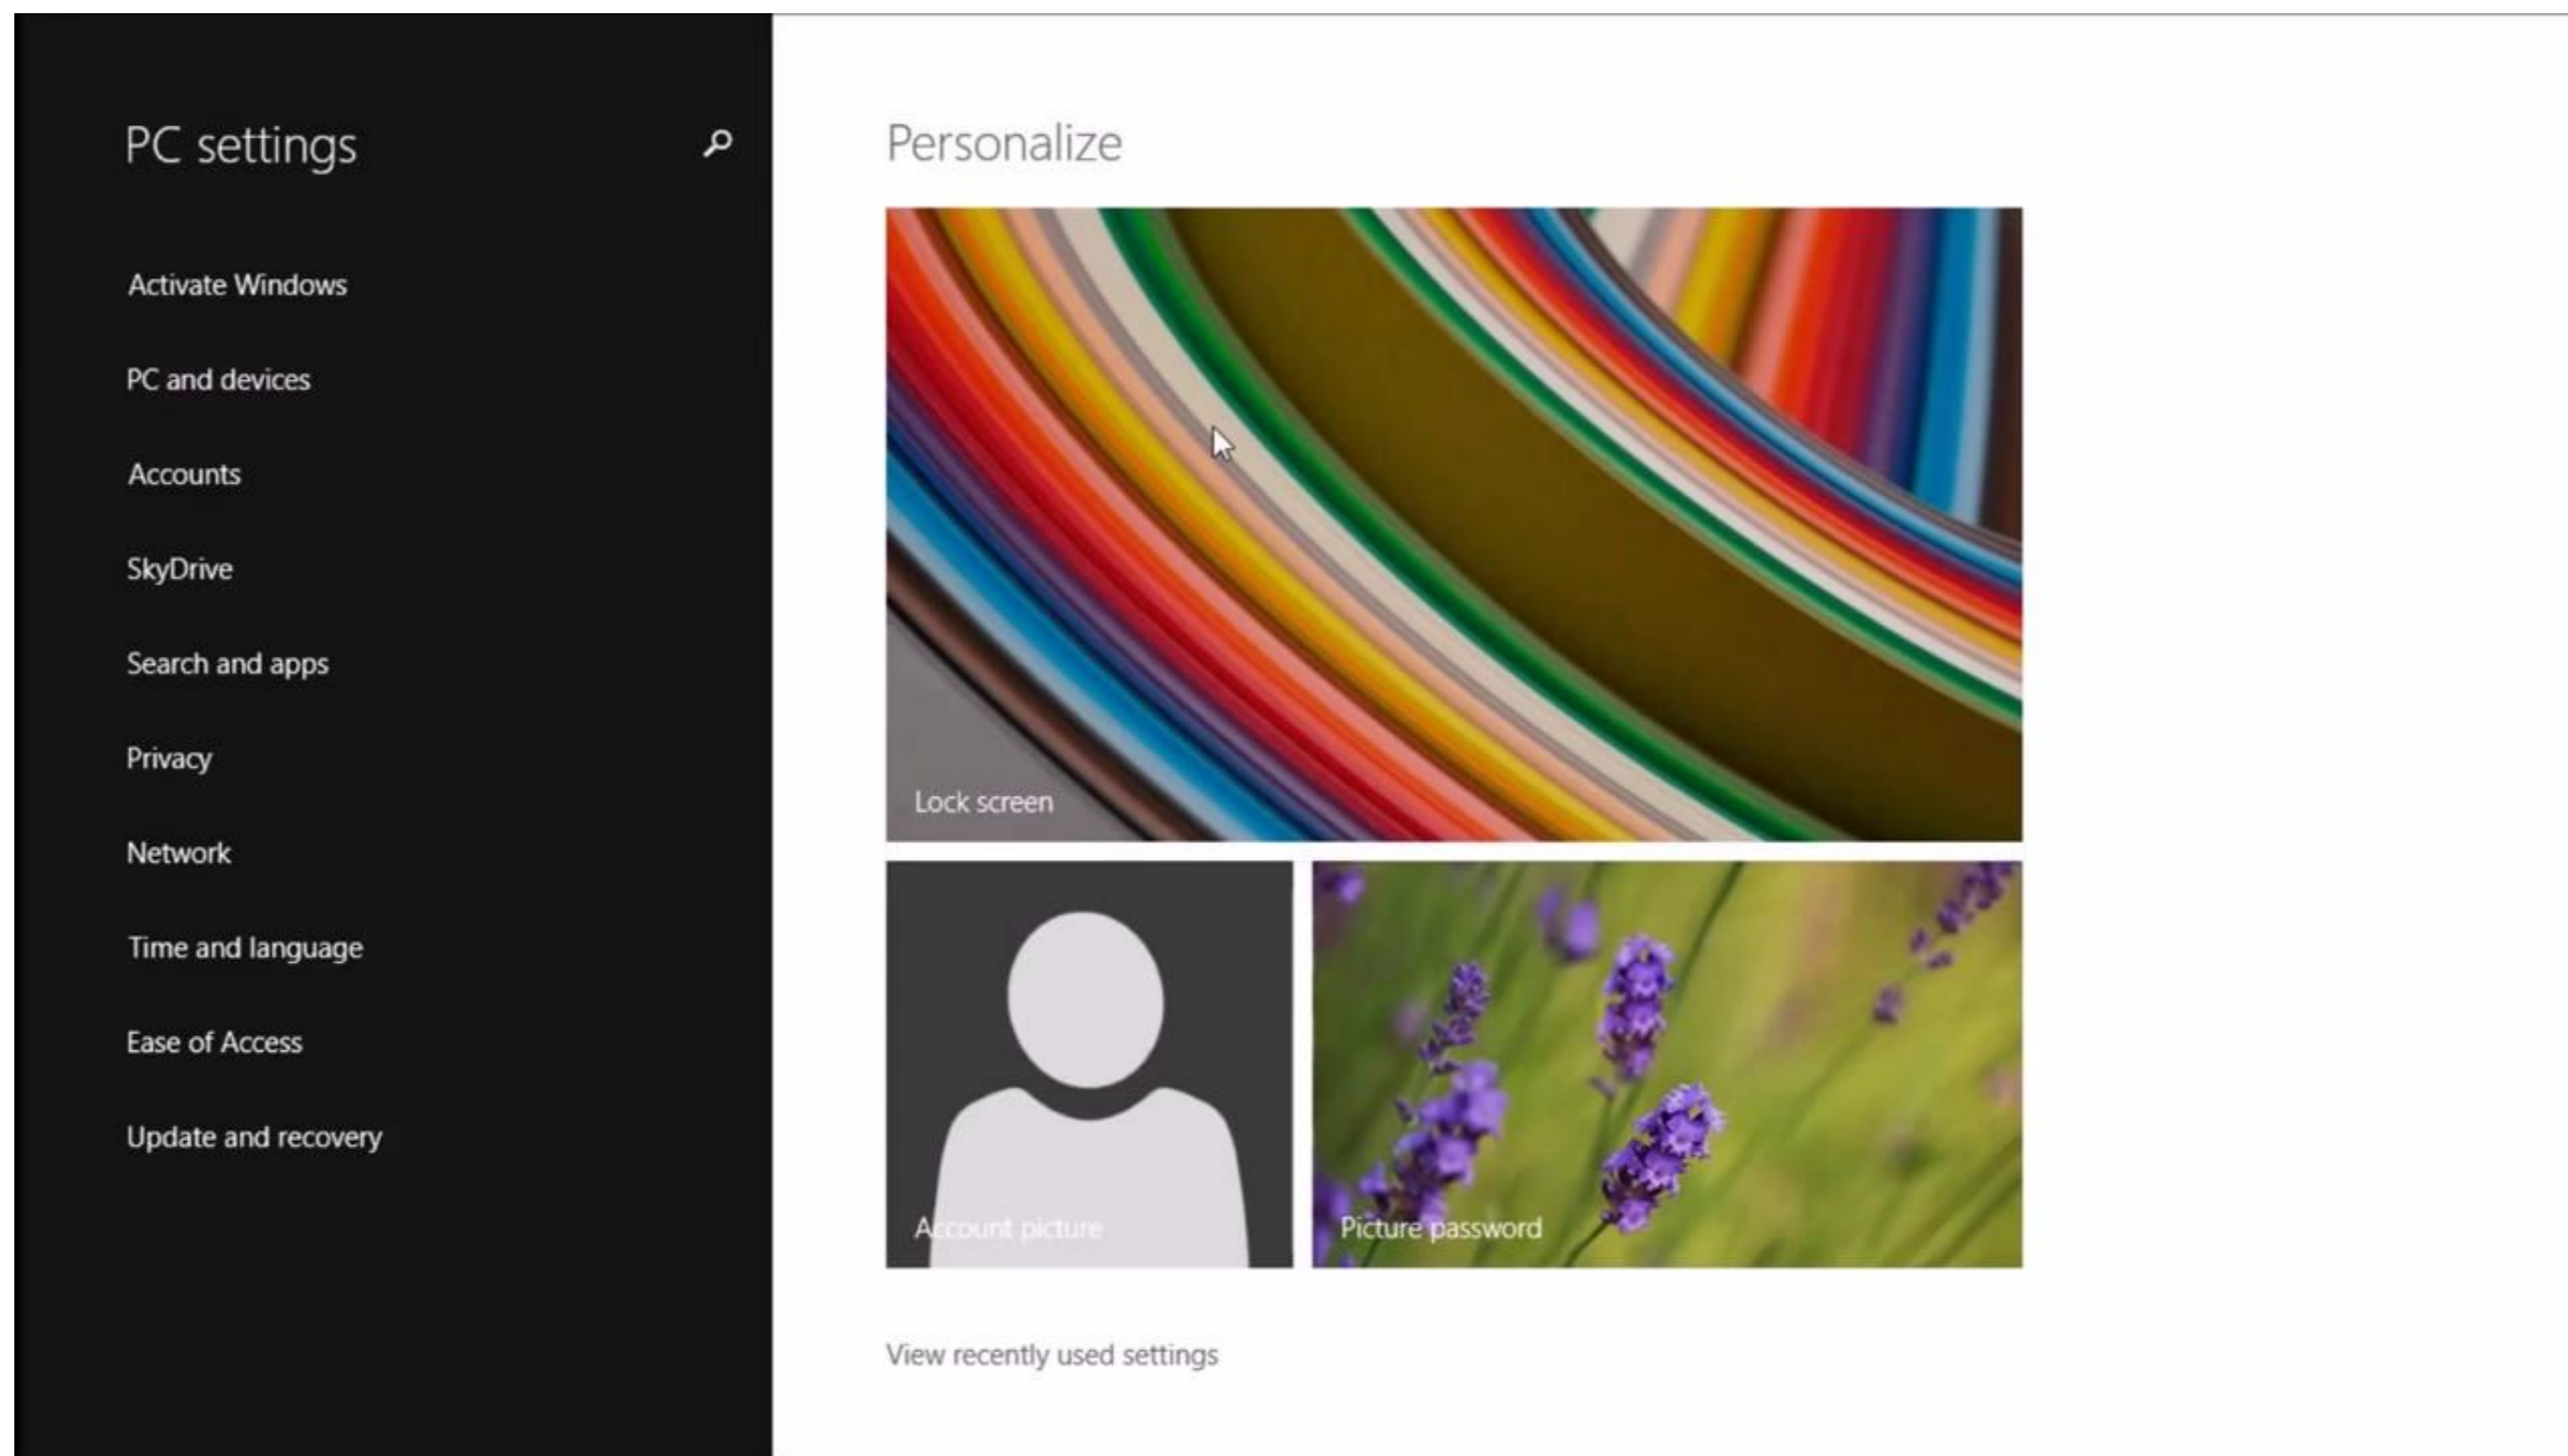 PC settings
Activate Windows
PC and devices
Accounts
SkyDrive
Search and apps
Privacy
Network
Time and language
Ease of Access
Update and recovery
Personalize
Lock screen
Account picture
Picture password
View recently used settings